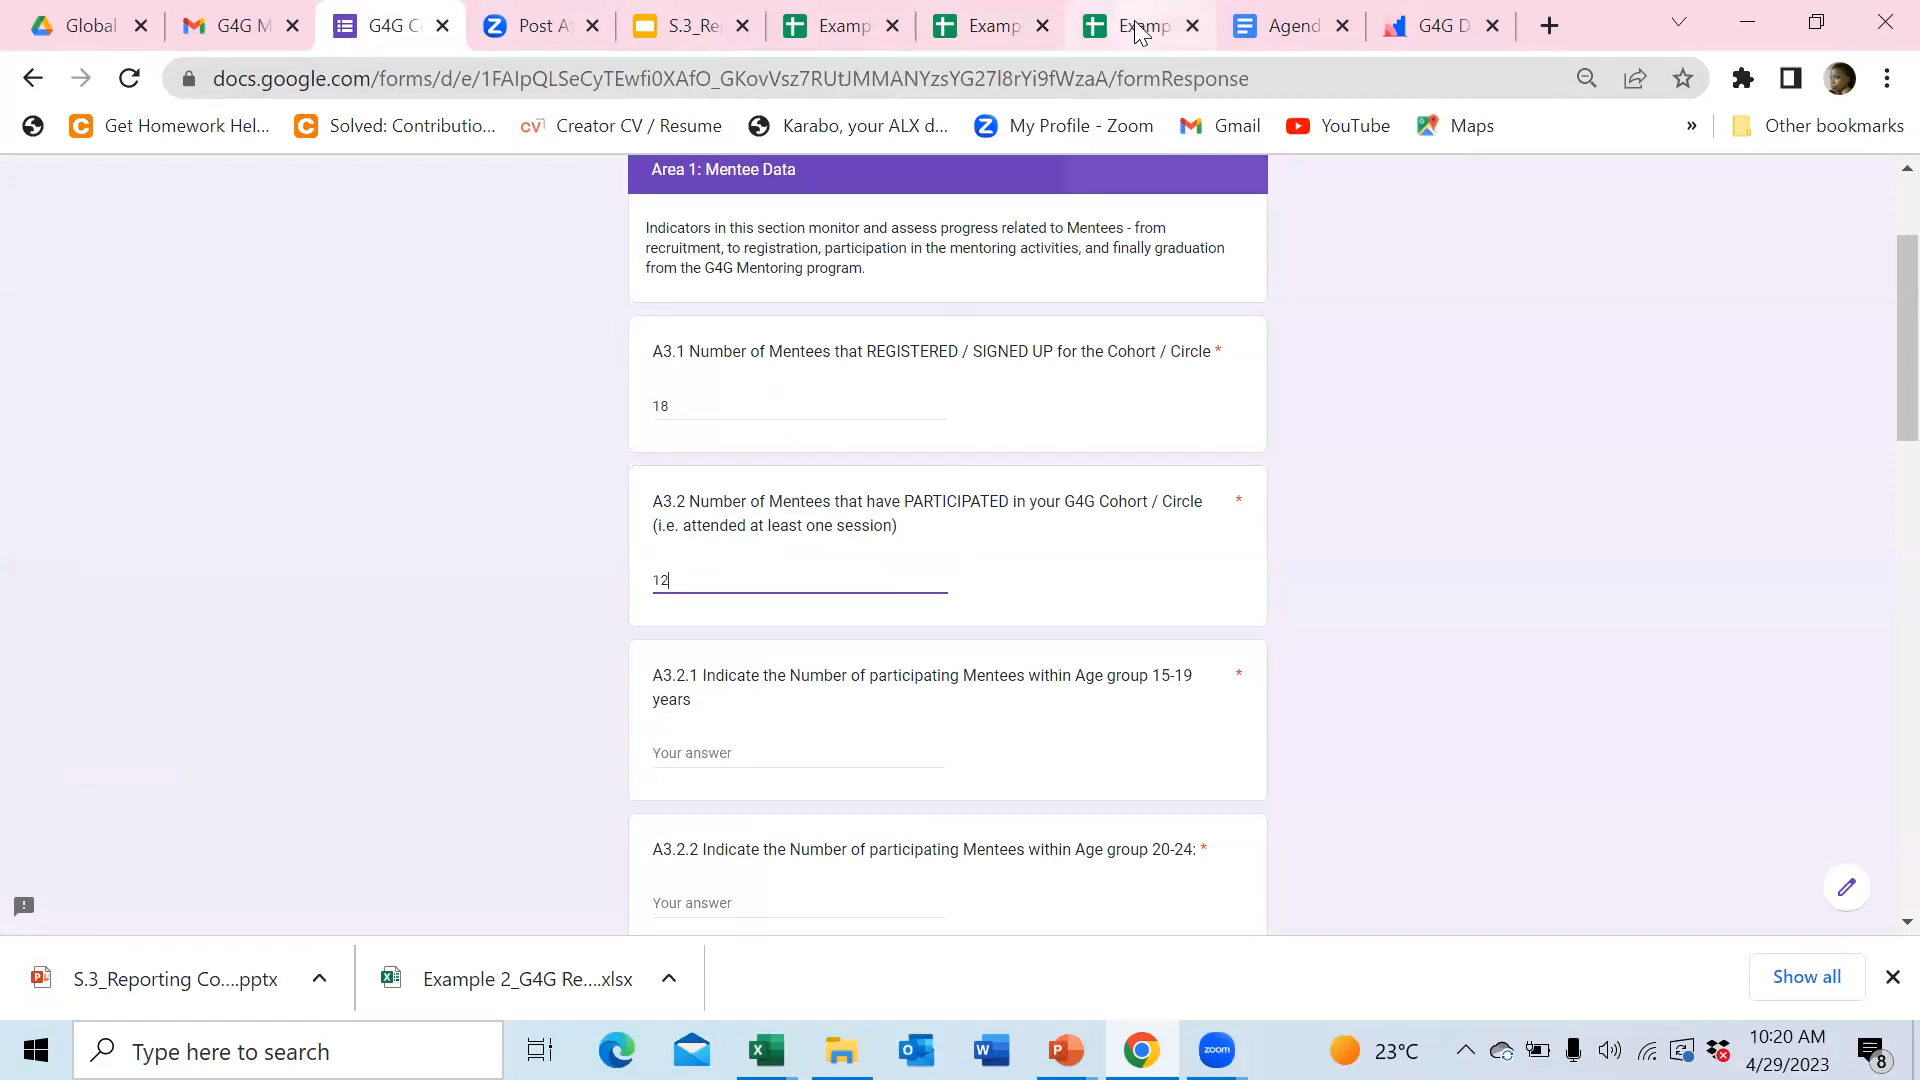 Global
G4G M
G4G C
Post A
S.3_Re
Examp
Examp
Examp
Agend
G4G D
docs.google.com/forms/d/e/1FAIpQLSeCyTEwfi0XAfO_GKovVsz7RUtJMMANYzsYG27l8rYi9fWzaA/formResponse
Get Homework Hel...
Solved: Contributio...
Creator CV / Resume
Karabo, your ALX d...
My Profile - Zoom
Gmail
YouTube
Maps
»
Other bookmarks
Area 1: Mentee Data
Indicators in this section monitor and assess progress related to Mentees - from
recruitment, to registration, participation in the mentoring activities, and finally graduation
from the G4G Mentoring program.
A3.1 Number of Mentees that REGISTERED / SIGNED UP for the Cohort / Circle *
18
A3.2 Number of Mentees that have PARTICIPATED in your G4G Cohort / Circle *
(i.e. attended at least one session)
12
A3.2.1 Indicate the Number of participating Mentees within Age group 15-19 *
years
Your answer
A3.2.2 Indicate the Number of participating Mentees within Age group 20-24: *
Your answer
S.3_Reporting Co....pptx
Example 2_G4G Re....xlsx
Show all
Type here to search
zoom
23°C
10:20 AM
4/29/2023
8